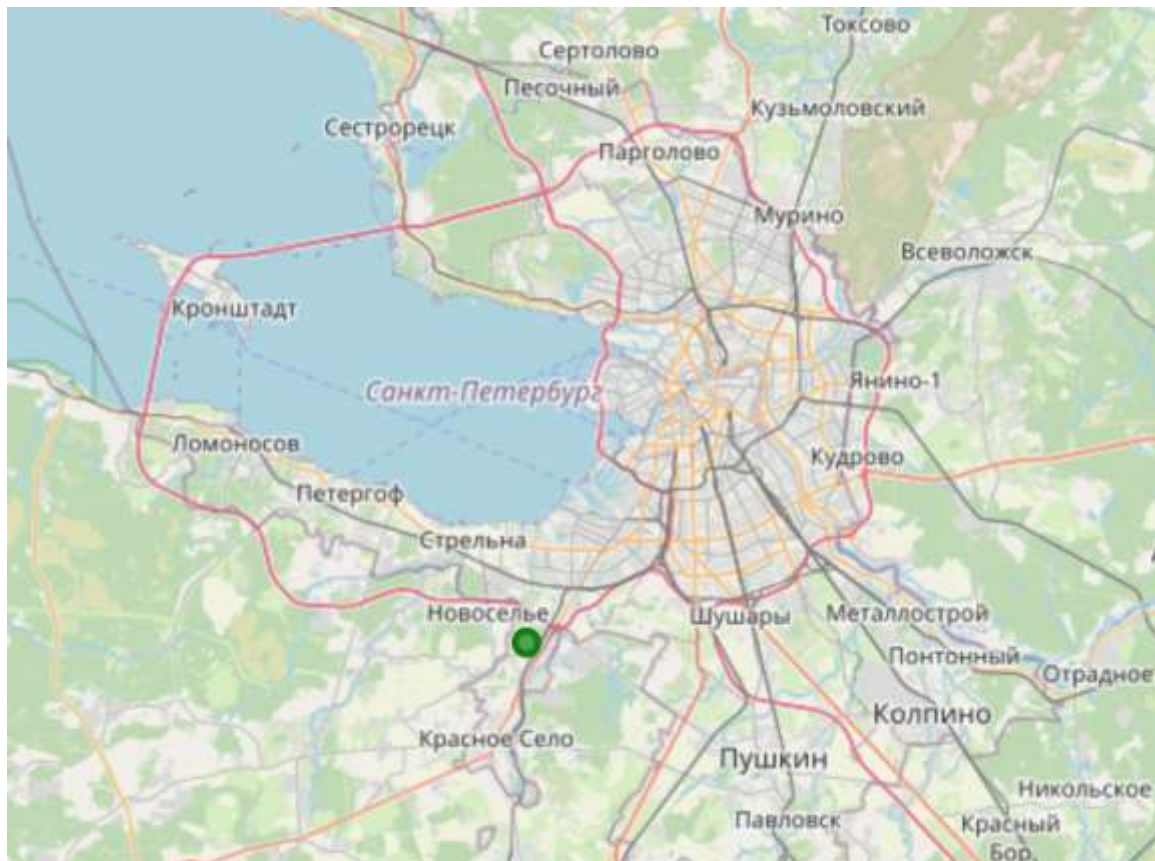 Токсово
Сертолово
Песочный
Кузьмоловский
Сестрорецк
Парголово
Мурино
Всеволожск
Кронштадт
Янино-1
Санкт-Петербург
Ломоносов
Кудрово
Петергоф
Стрельна
Новоселье
Шушары
Металлострой
Понтонный
Отрадное
Колпино
Красное Село
Пушкин
Никольское
Павловск
Красный
Бор